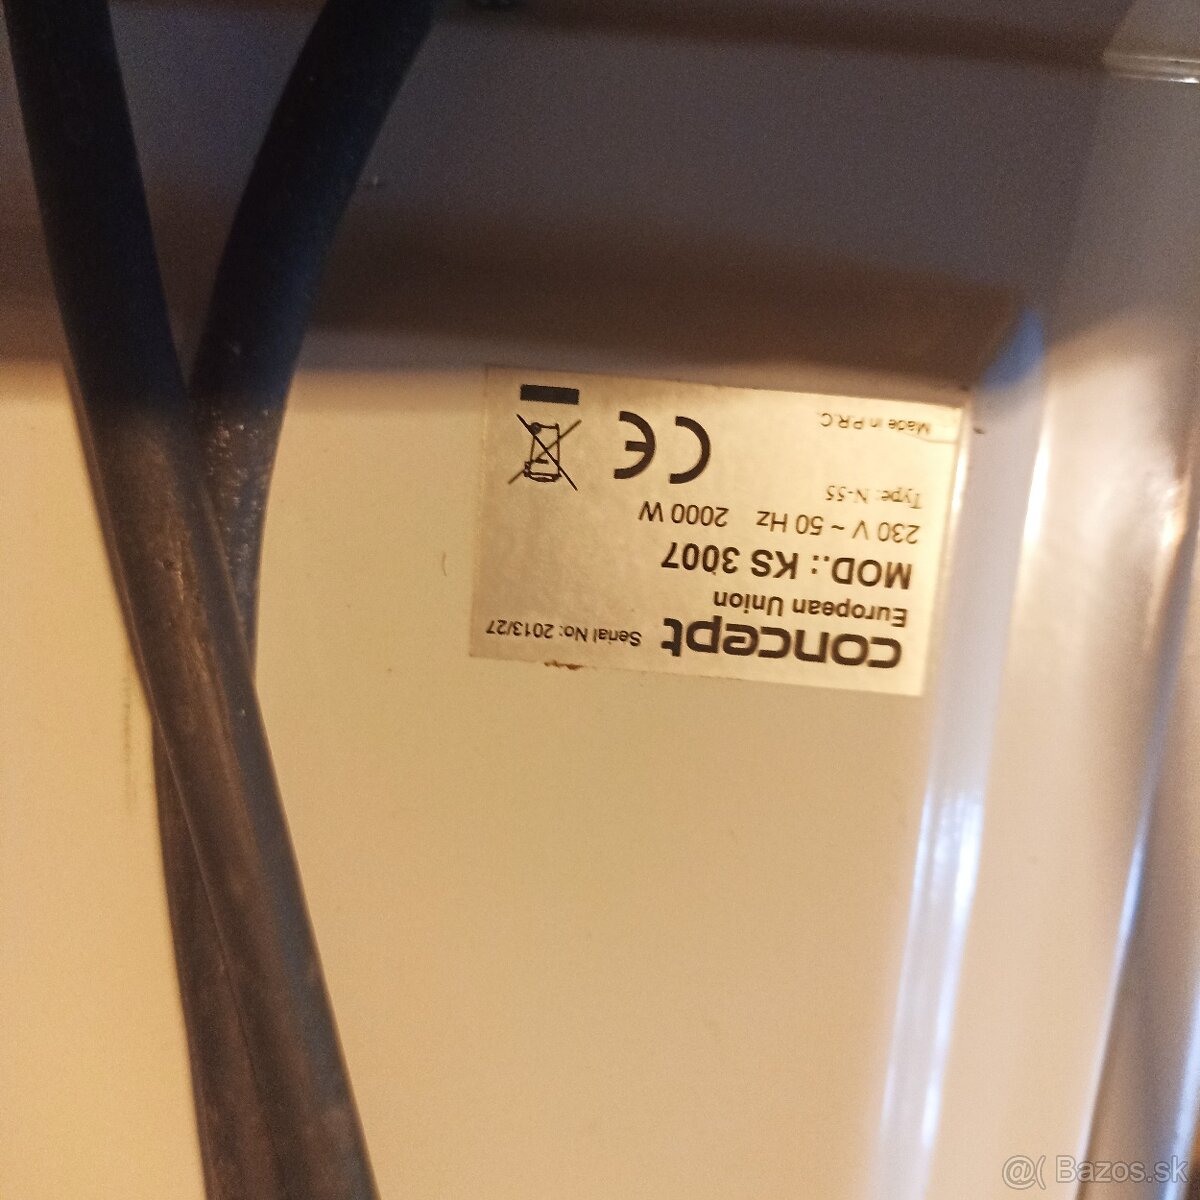 concept Serial No: 2013/27
European Union
MOD.: KS 3007
230 V ~ 50 Hz 2000 W
Type: N-55
CE
Made in P.R.C
@( Bazos.sk